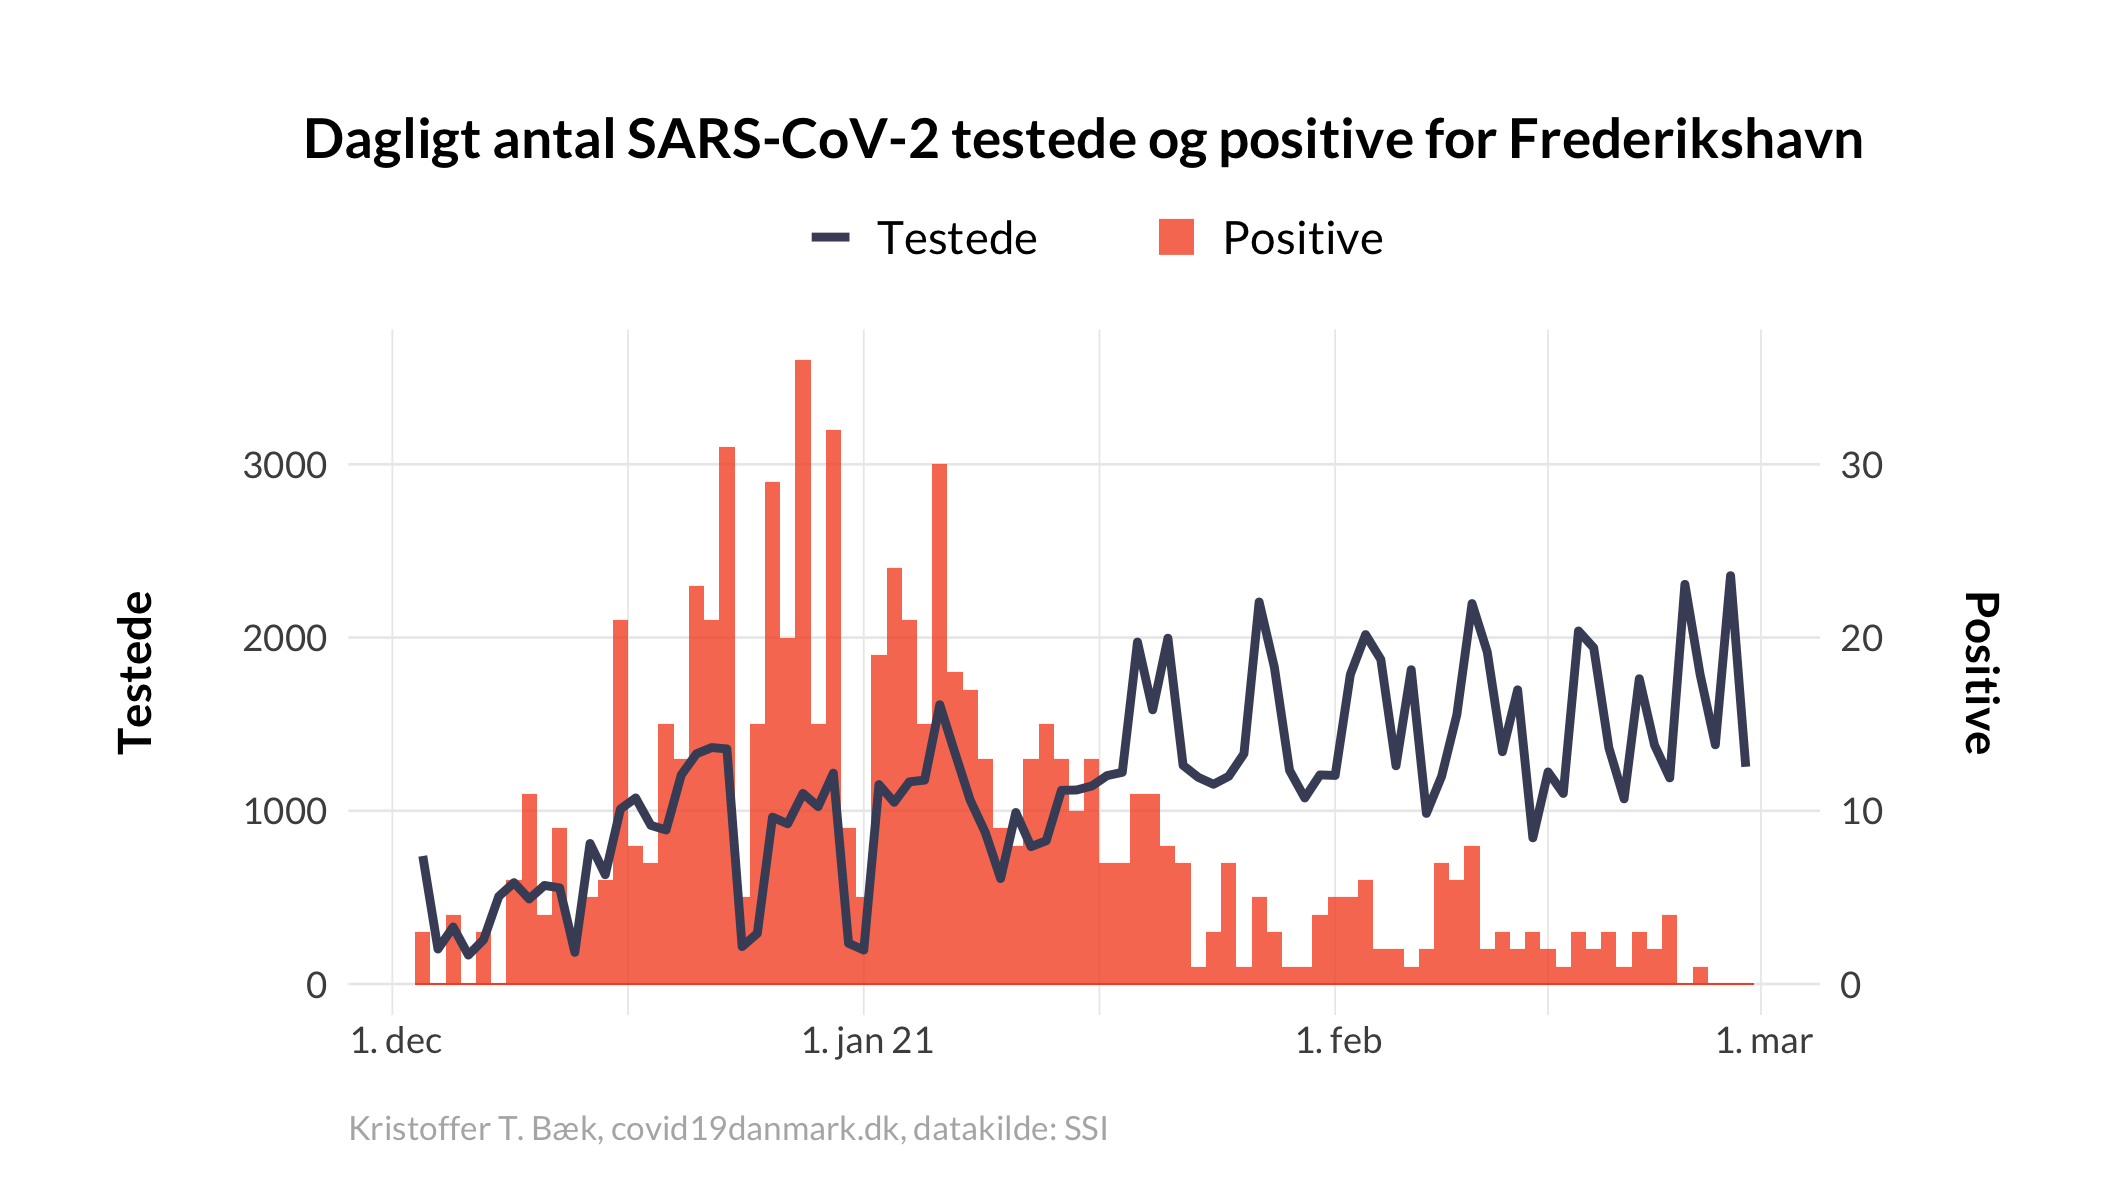 Dagligt antal SARS-CoV-2 testede og positive for Frederikshavn
Testede
Positive
3000
2000
1000
0
Testede
30
20
10
0
Positive
1. dec
1. jan 21
1. feb
1. mar
Kristoffer T. Bæk, covid19danmark.dk, datakilde: SSI